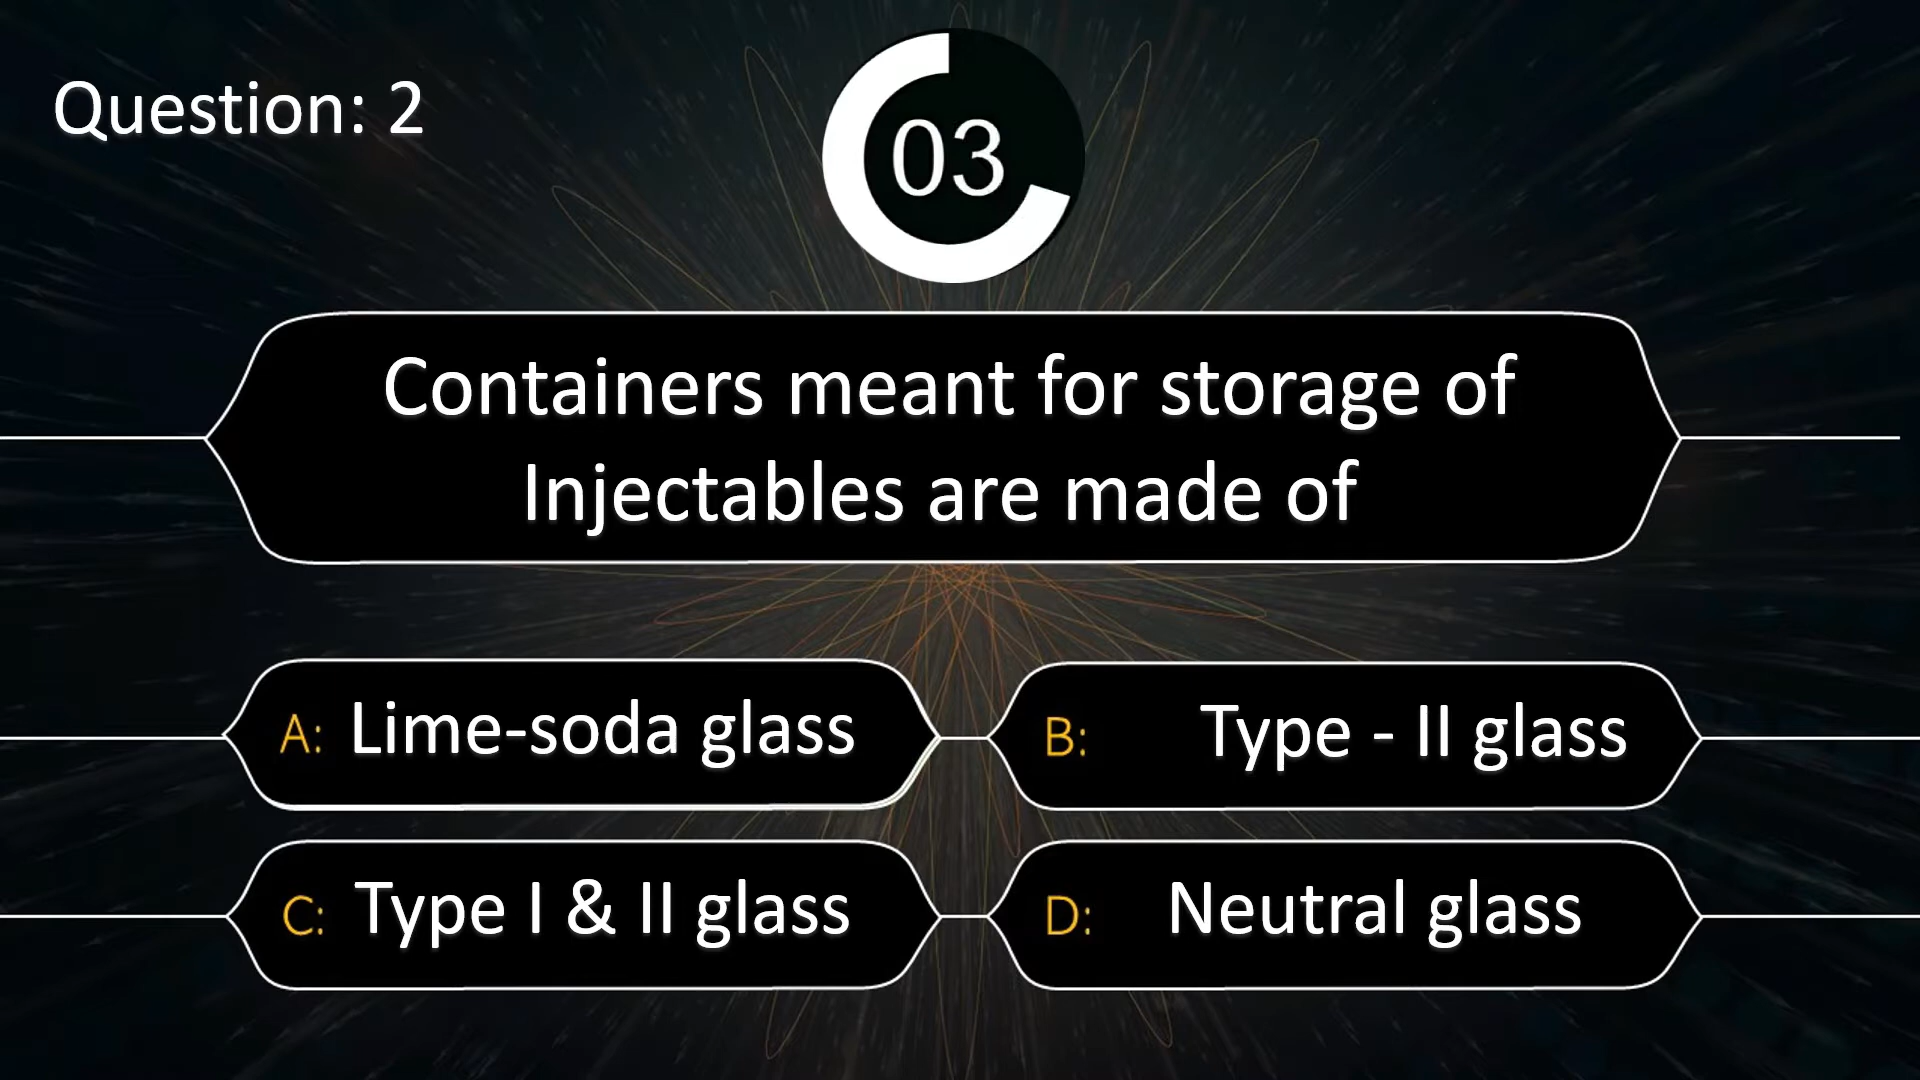 Question: 2
03
Containers meant for storage of
Injectables are made of
A: Lime-soda glass
B: Type - II glass
C: Type I & II glass
D: Neutral glass